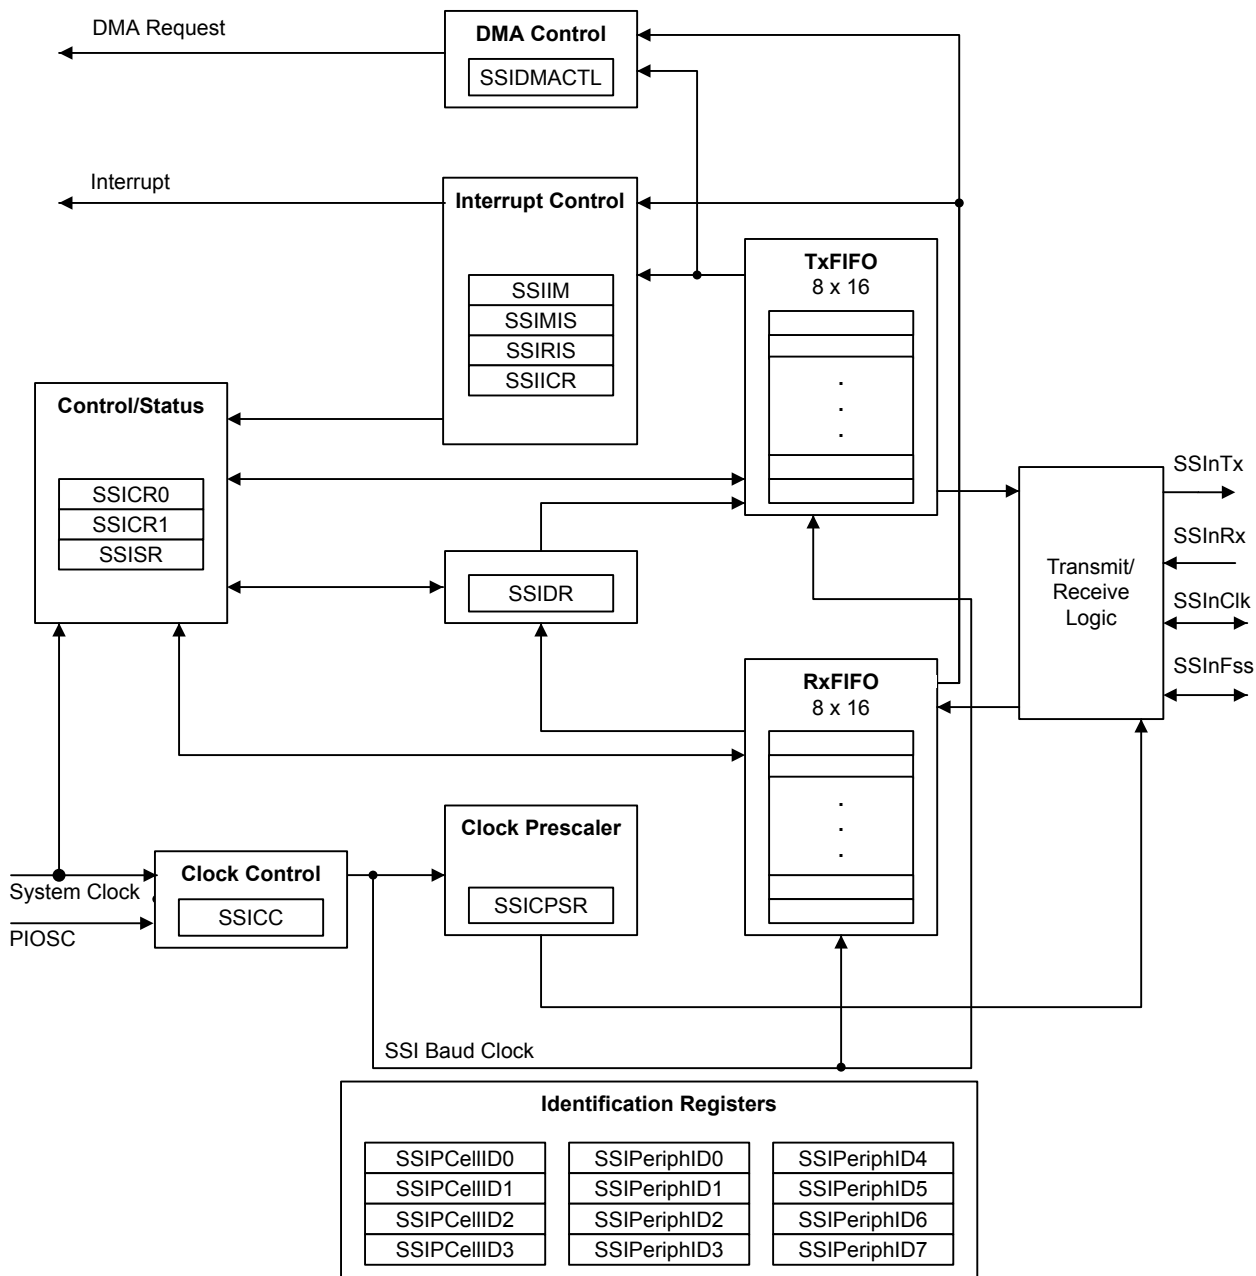 DMA Request
DMA Control
SSIDMACTL
Interrupt
Interrupt Control
SSIIM
SSIMIS
SSIRIS
SSIICR
TxFIFO
8 x 16
.
.
.
Control/Status
SSICR0
SSICR1
SSISR
SSIDR
Transmit/
Receive
Logic
SSInTx
SSInRx
SSInClk
SSInFss
RxFIFO
8 x 16
.
.
.
Clock Prescaler
SSICPSR
System Clock
PIOSC
Clock Control
SSICC
SSI Baud Clock
Identification Registers
SSIPCellID0
SSIPCellID1
SSIPCellID2
SSIPCellID3
SSIPeriphID0
SSIPeriphID1
SSIPeriphID2
SSIPeriphID3
SSIPeriphID4
SSIPeriphID5
SSIPeriphID6
SSIPeriphID7